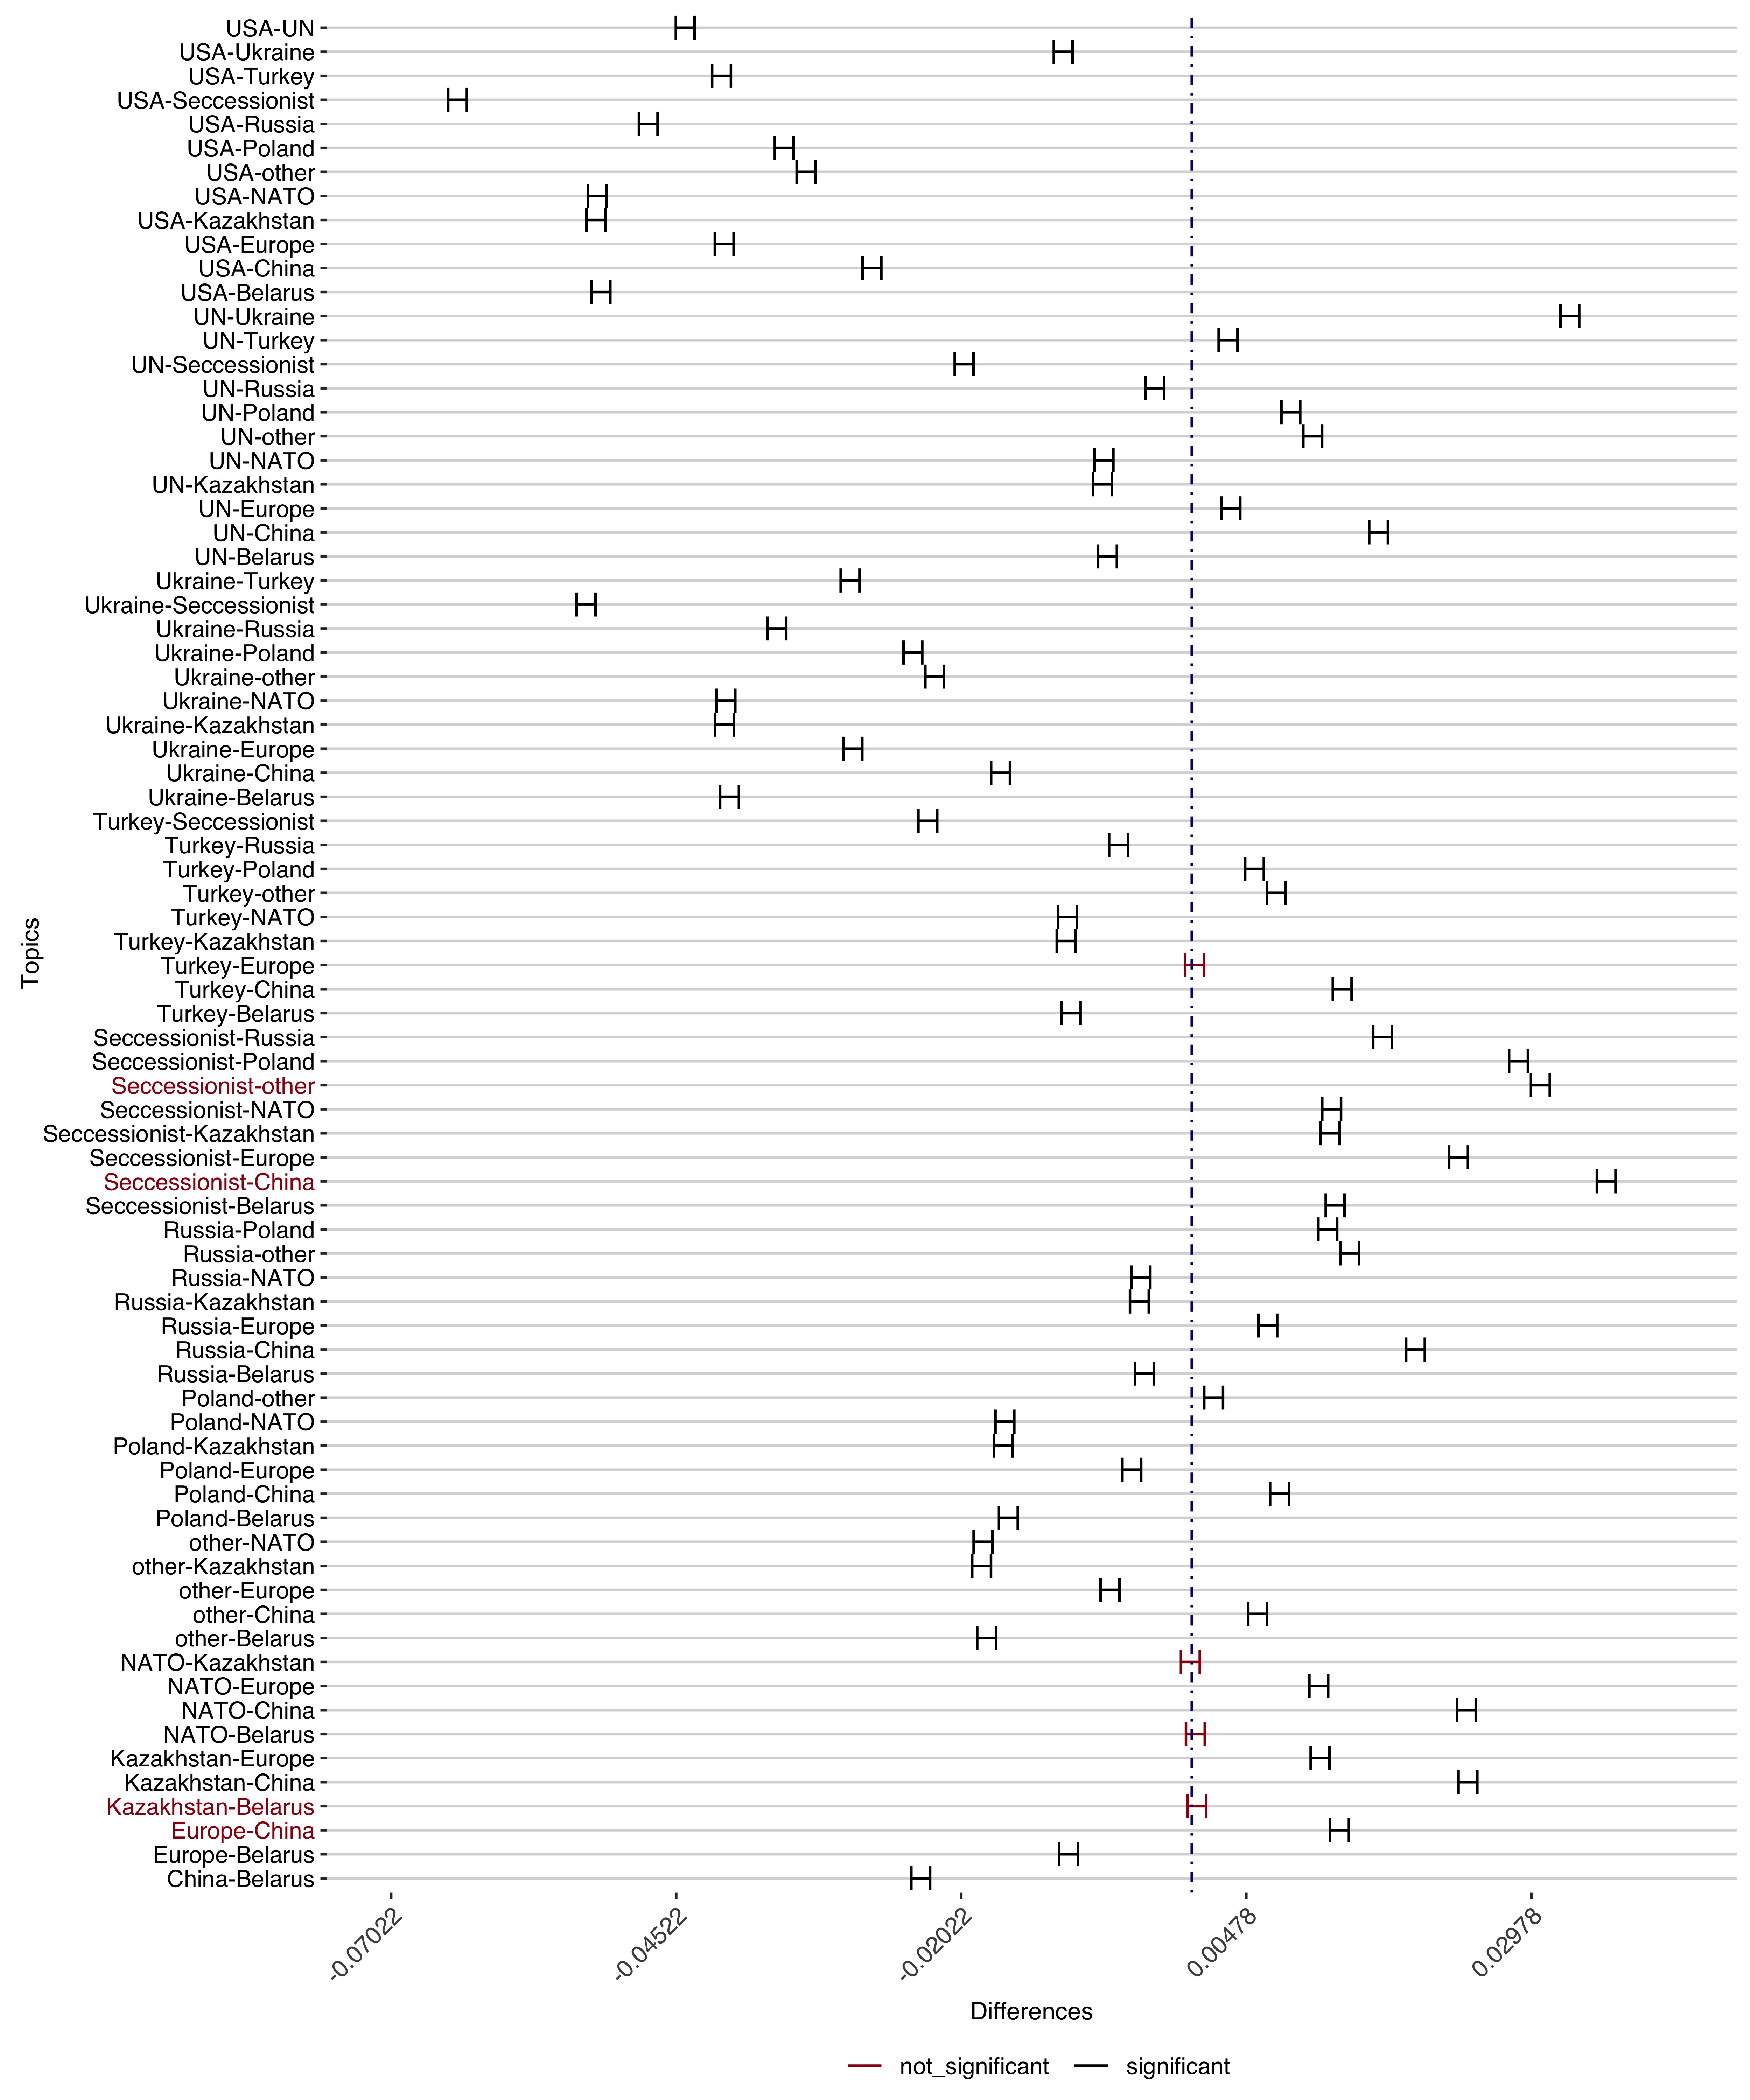 USA-UN
USA-Ukraine
USA-Turkey
USA-Seccessionist
USA-Russia
USA-Poland
USA-other
USA-NATO
USA-Kazakhstan
USA-Europe
USA-China
USA-Belarus
UN-Ukraine
UN-Turkey
UN-Seccessionist
UN-Russia
UN-Poland
UN-other
UN-NATO
UN-Kazakhstan
UN-Europe
UN-China
UN-Belarus
Ukraine-Turkey
Ukraine-Seccessionist
Ukraine-Russia
Ukraine-Poland
Ukraine-other
Ukraine-NATO
Ukraine-Kazakhstan
Ukraine-Europe
Ukraine-China
Ukraine-Belarus
Turkey-Seccessionist
Turkey-Russia
Turkey-Poland
Turkey-other
Turkey-NATO
Turkey-Kazakhstan
Turkey-Europe
Turkey-China
Turkey-Belarus
Seccessionist-Russia
Seccessionist-Poland
Seccessionist-other
Seccessionist-NATO
Seccessionist-Kazakhstan
Seccessionist-Europe
Seccessionist-China
Seccessionist-Belarus
Russia-Poland
Russia-other
Russia-NATO
Russia-Kazakhstan
Russia-Europe
Russia-China
Russia-Belarus
Poland-other
Poland-NATO
Poland-Kazakhstan
Poland-Europe
Poland-China
Poland-Belarus
other-NATO
other-Kazakhstan
other-Europe
other-China
other-Belarus
NATO-Kazakhstan
NATO-Europe
NATO-China
NATO-Belarus
Kazakhstan-Europe
Kazakhstan-China
Kazakhstan-Belarus
Europe-China
Europe-Belarus
China-Belarus
Topics
-0.07022 -0.04522 -0.02022 0.00478 0.02978
Differences
not_significant significant